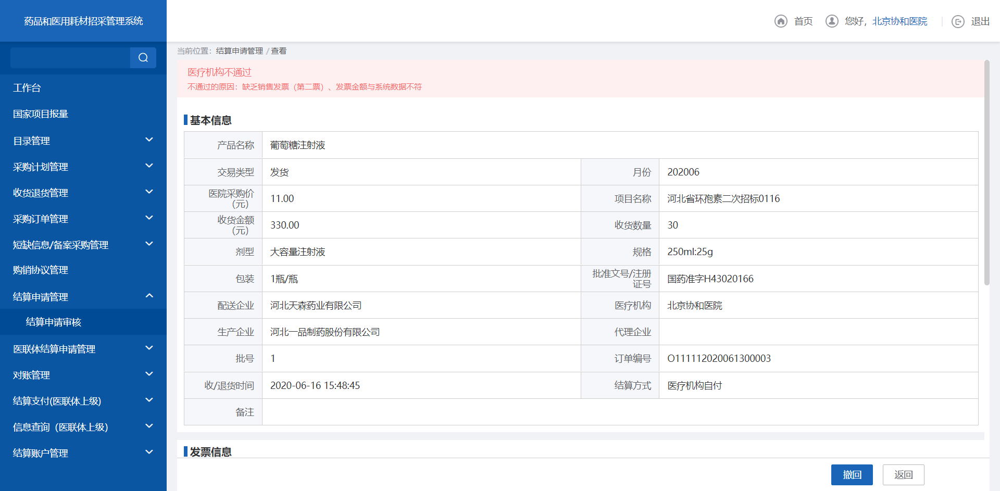 药品和医用耗材招采管理系统
首页
您好，北京协和医院
退出
当前位置：结算申请管理 / 查看
医疗机构不通过
不通过的原因：缺乏销售发票（第二票）、发票金额与系统数据不符
工作台
国家项目报量
目录管理
采购计划管理
收货退货管理
采购订单管理
短缺信息/备案采购管理
购销协议管理
结算申请管理
结算申请审核
医联体结算申请管理
对账管理
结算支付(医联体上级)
信息查询（医联体上级）
结算账户管理
基本信息
产品名称 葡萄糖注射液
交易类型 发货 月份 202006
医院采购价
(元) 11.00 项目名称 河北省环孢素二次招标0116
收货金额
(元) 330.00 收货数量 30
剂型 大容量注射液 规格 250ml:25g
包装 1瓶/瓶 批准文号/注册
证号 国药准字H43020166
配送企业 河北天森药业有限公司 医疗机构 北京协和医院
生产企业 河北一品制药股份有限公司 代理企业
批号 1 订单编号 O111112020061300003
收/退货时间 2020-06-16 15:48:45 结算方式 医疗机构自付
备注
发票信息
撤回
返回